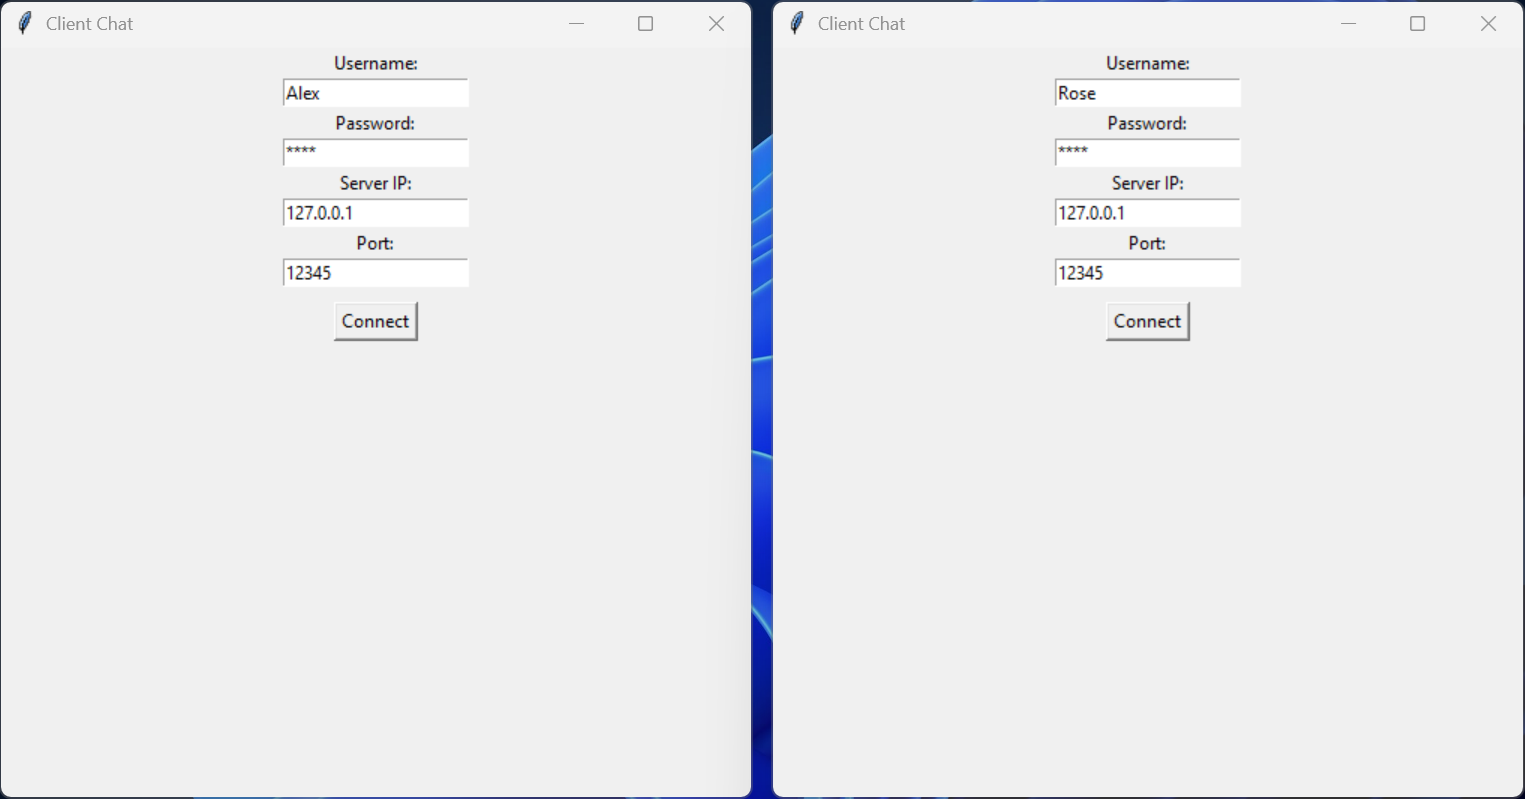 Client Chat
Username:
Alex
Password:
****
Server IP:
127.0.0.1
Port:
12345
Connect
Client Chat
Username:
Rose
Password:
****
Server IP:
127.0.0.1
Port:
12345
Connect